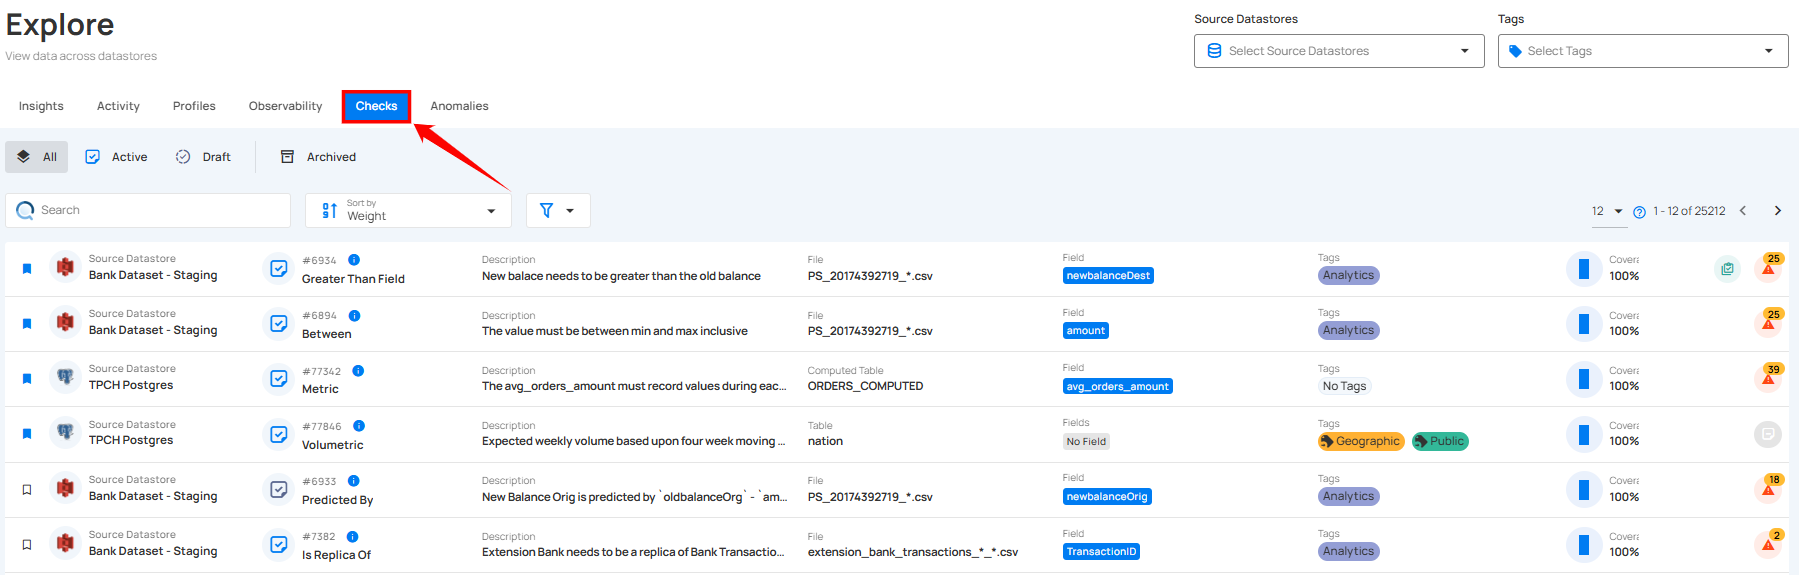 Explore
View data across datastores
Source Datastores
Select Source Datastores
Tags
Select Tags
Insights Activity Profiles Observability Checks Anomalies
All Active Draft Archived
Search
Sort by
Weight
12 1 - 12 of 25212
Source Datastore #6934 Description File Field Tags Covera 25
Bank Dataset - Staging Greater Than Field New balace needs to be greater than the old balance PS_20174392719_*.csv newbalanceDest Analytics 100%
Source Datastore #6894 Description File Field Tags Covera 25
Bank Dataset - Staging Between The value must be between min and max inclusive PS_20174392719_*.csv amount Analytics 100%
Source Datastore #77342 Description Computed Table Field Tags Covera 39
TPCH Postgres Metric The avg_orders_amount must record values during eac... ORDERS_COMPUTED avg_orders_amount No Tags 100%
Source Datastore #77846 Description Table Fields Tags Covera
TPCH Postgres Volumetric Expected weekly volume based upon four week moving ... nation No Field Geographic Public 100%
Source Datastore #6933 Description File Field Tags Covera 18
Bank Dataset - Staging Predicted By New Balance Orig is predicted by `oldbalanceOrg` - `am... PS_20174392719_*.csv newbalanceOrig Analytics 100%
Source Datastore #7382 Description File Field Tags Covera 2
Bank Dataset - Staging Is Replica Of Extension Bank needs to be a replica of Bank Transactio... extension_bank_transactions_*_*.csv TransactionID Analytics 100%